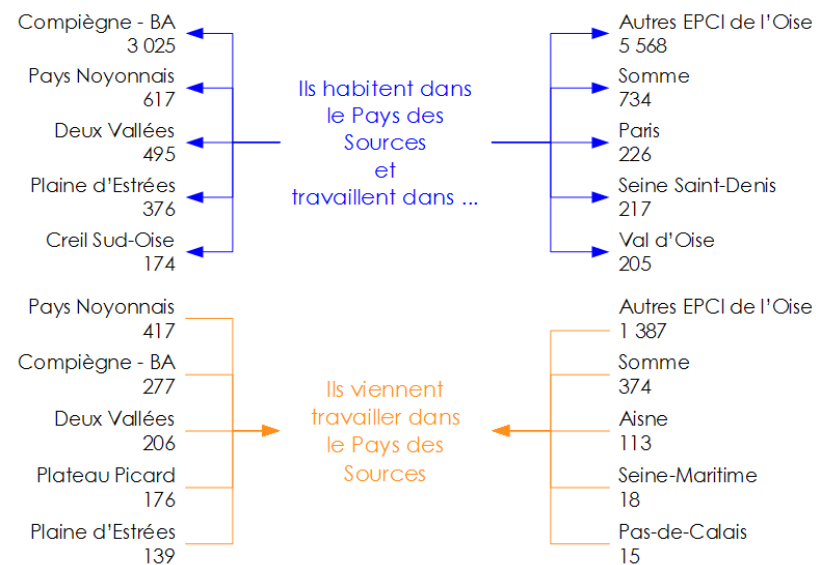 Compiègne - BA
3 025
Pays Noyonnais
617
Deux Vallées
495
Plaine d'Estrées
376
Creil Sud-Oise
174
Ils habitent dans
le Pays des
Sources
et
travaillent dans ...
Autres EPCI de l'Oise
5 568
Somme
734
Paris
226
Seine Saint-Denis
217
Val d'Oise
205
Pays Noyonnais
417
Compiègne - BA
277
Deux Vallées
206
Plateau Picard
176
Plaine d'Estrées
139
Ils viennent
travailler dans
le Pays des
Sources
Autres EPCI de l'Oise
1 387
Somme
374
Aisne
113
Seine-Maritime
18
Pas-de-Calais
15